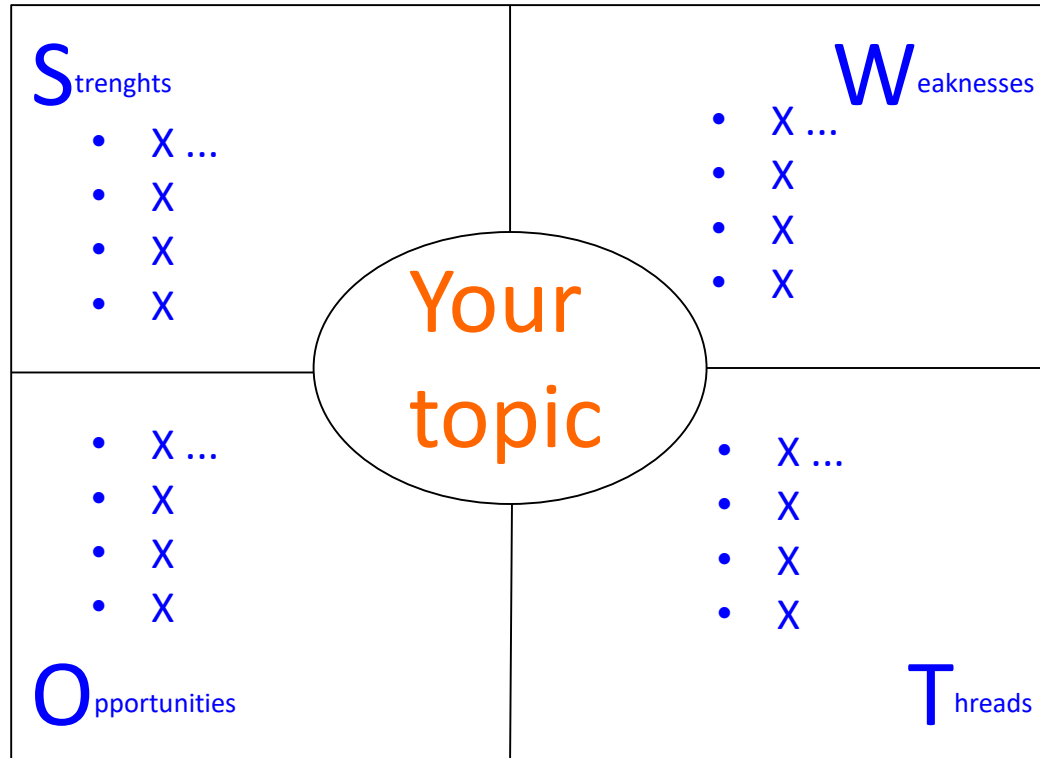 Strenghts
• X ...
• X
• X
• X
Weaknesses
• X ...
• X
• X
• X
Your
topic
• X ...
• X
• X
• X
Opportunities
• X ...
• X
• X
• X
Threads